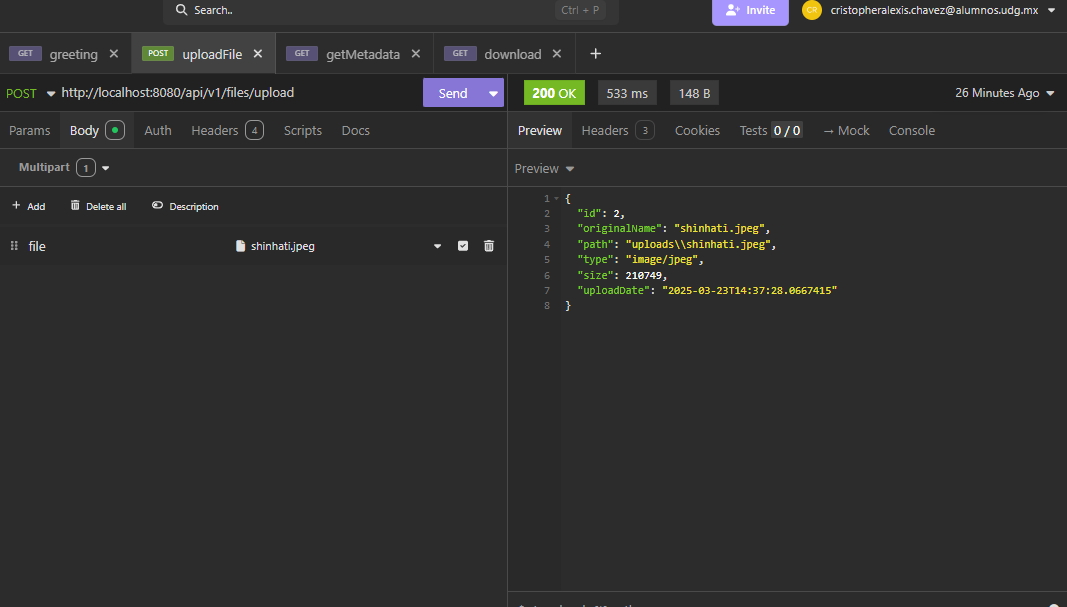 Search.. Ctrl + P Invite CR cristopheralexis.chavez@alumnos.udg.mx
GET greeting POST uploadFile GET getMetadata GET download
POST http://localhost:8080/api/v1/files/upload Send
200 OK 533 ms 148 B 26 Minutes Ago
Params Body Auth Headers 4 Scripts Docs
Preview Headers 3 Cookies Tests 0 / 0 → Mock Console
Multipart 1
Preview
+ Add Delete all Description
file shinhati.jpeg
1 {
2 "id": 2,
3 "originalName": "shinhati.jpeg",
4 "path": "uploads\\shinhati.jpeg",
5 "type": "image/jpeg",
6 "size": 210749,
7 "uploadDate": "2025-03-23T14:37:28.0667415"
8 }